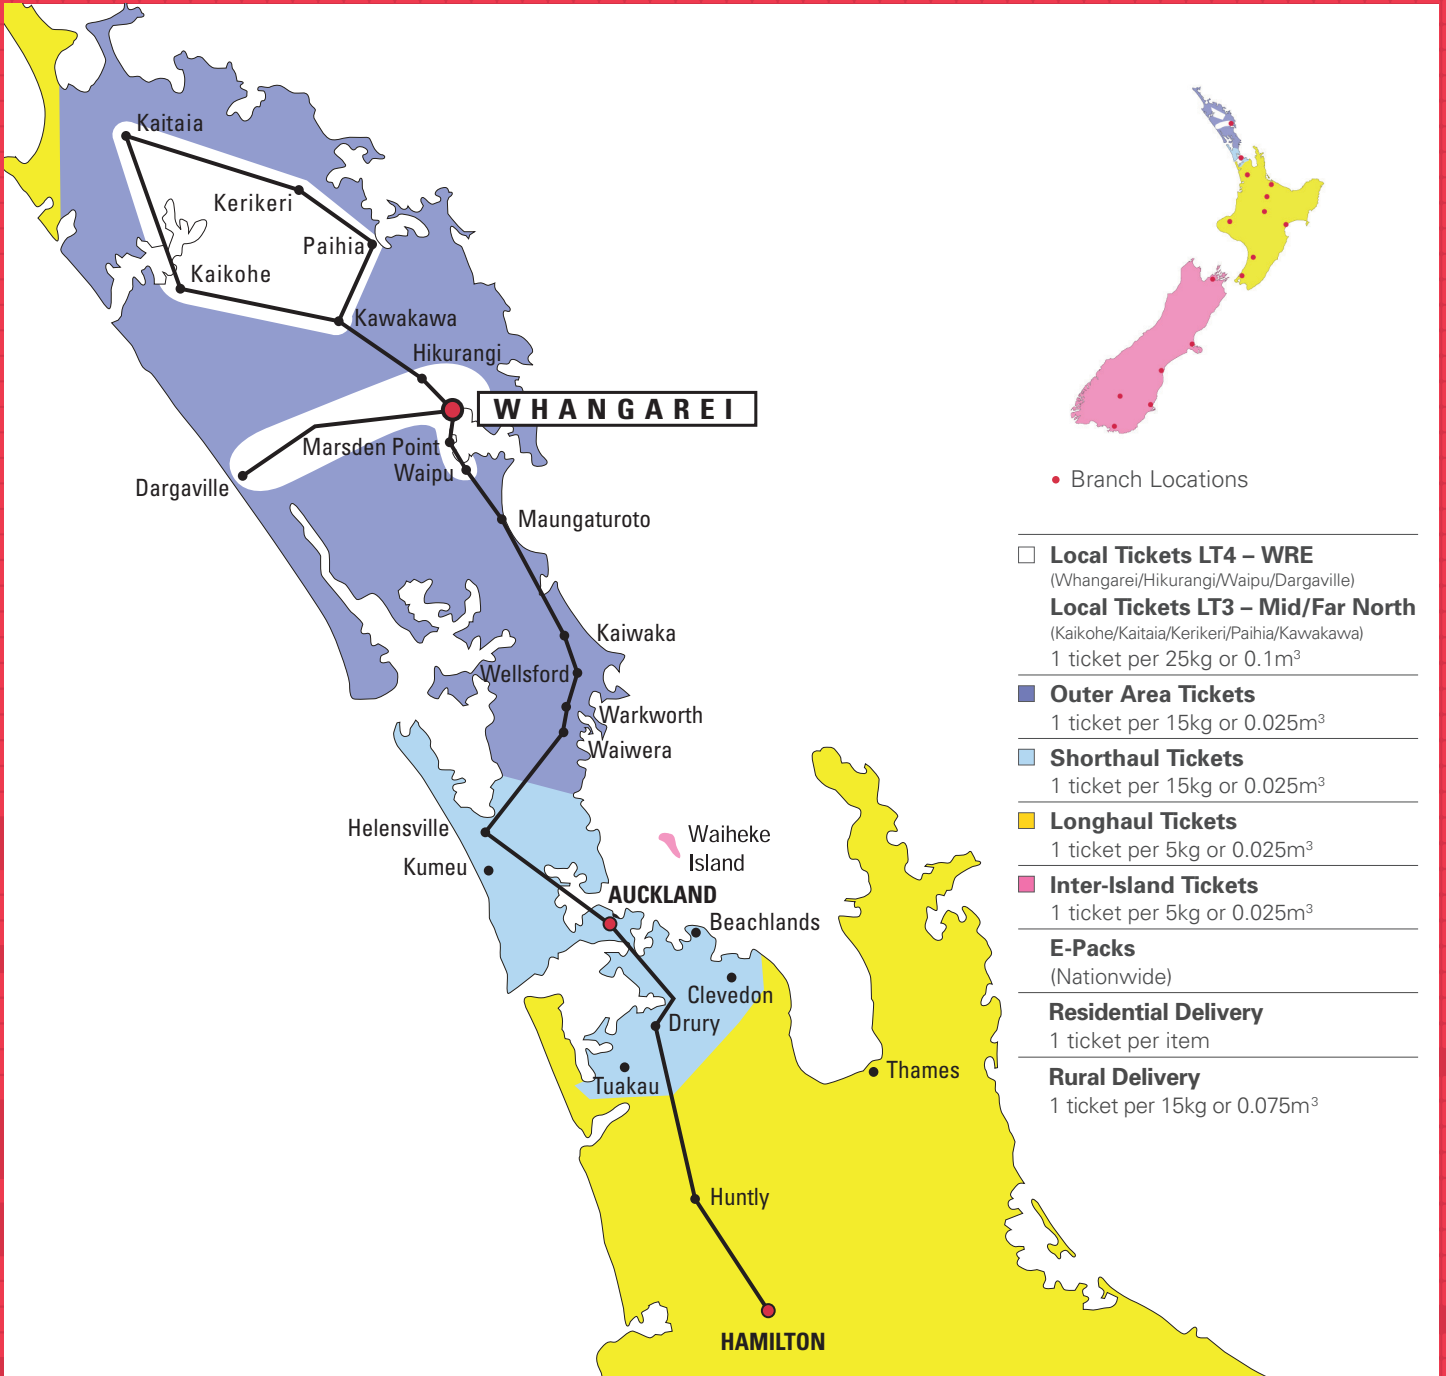 Kaitaia
Kerikeri
Paihia
Kaikohe
Kawakawa
Hikurangi
WHANGAREI
Marsden Point
Waipu
Dargaville
Maungaturoto
Kaiwaka
Wellsford
Warkworth
Waiwera
Helensville
Kumeu
Waiheke
Island
AUCKLAND
Beachlands
Clevedon
Drury
Tuakau
Thames
Huntly
HAMILTON
Branch Locations
Local Tickets LT4 – WRE
(Whangarei/Hikurangi/Waipu/Dargaville)
Local Tickets LT3 – Mid/Far North
(Kaikohe/Kaitaia/Kerikeri/Paihia/Kawakawa)
1 ticket per 25kg or 0.1m³
Outer Area Tickets
1 ticket per 15kg or 0.025m³
Shorthaul Tickets
1 ticket per 15kg or 0.025m³
Longhaul Tickets
1 ticket per 5kg or 0.025m³
Inter-Island Tickets
1 ticket per 5kg or 0.025m³
E-Packs
(Nationwide)
Residential Delivery
1 ticket per item
Rural Delivery
1 ticket per 15kg or 0.075m³